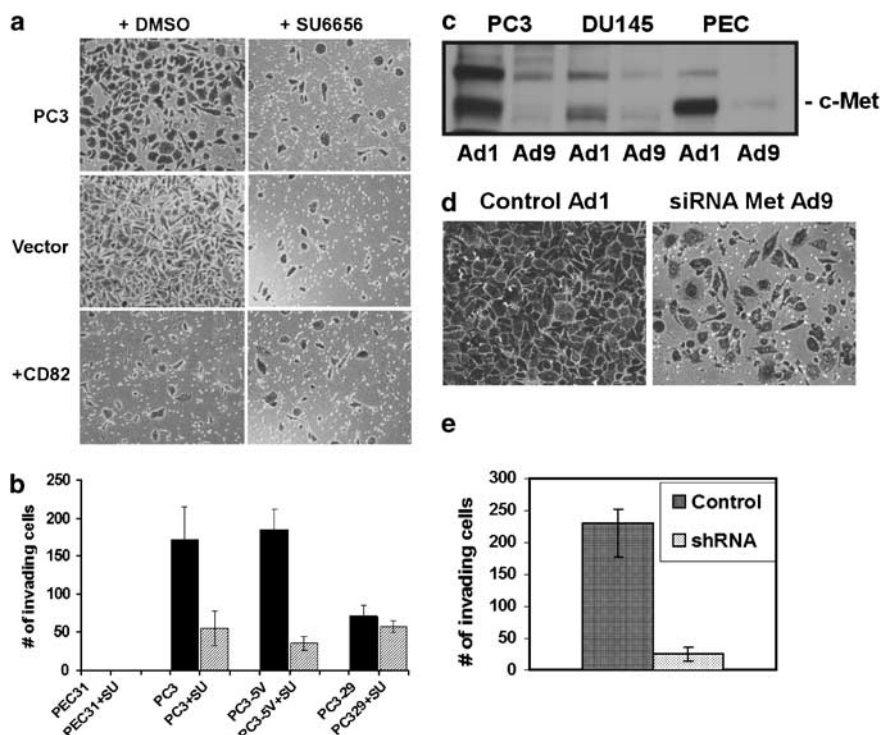 a
+ DMSO
+ SU6656
PC3
Vector
+CD82
b
# of invading cells
250
200
150
100
50
0
PEC31
PEC31+SU
PC3
PC3+SU
PC3-5V
PC3-5V+SU
PC3-29
PC329+SU
c
PC3 DU145 PEC
- c-Met
Ad1 Ad9 Ad1 Ad9 Ad1 Ad9
d
Control Ad1
siRNA Met Ad9
e
# of invading cells
300
250
200
150
100
50
0
Control
shRNA